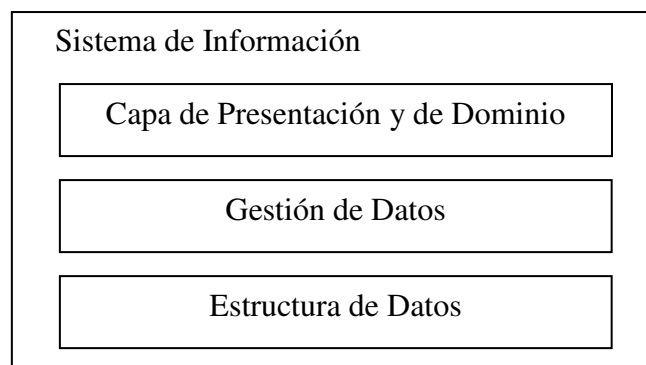 Sistema de Información
Capa de Presentación y de Dominio
Gestión de Datos
Estructura de Datos